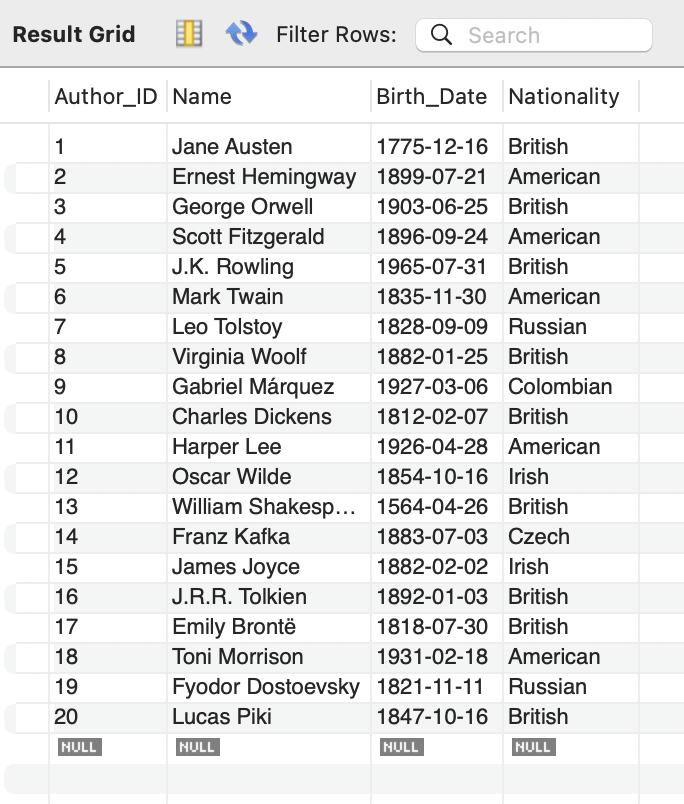 Result Grid Filter Rows: Search
Author_ID Name Birth_Date Nationality
1 Jane Austen 1775-12-16 British
2 Ernest Hemingway 1899-07-21 American
3 George Orwell 1903-06-25 British
4 Scott Fitzgerald 1896-09-24 American
5 J.K. Rowling 1965-07-31 British
6 Mark Twain 1835-11-30 American
7 Leo Tolstoy 1828-09-09 Russian
8 Virginia Woolf 1882-01-25 British
9 Gabriel Márquez 1927-03-06 Colombian
10 Charles Dickens 1812-02-07 British
11 Harper Lee 1926-04-28 American
12 Oscar Wilde 1854-10-16 Irish
13 William Shakesp... 1564-04-26 British
14 Franz Kafka 1883-07-03 Czech
15 James Joyce 1882-02-02 Irish
16 J.R.R. Tolkien 1892-01-03 British
17 Emily Brontë 1818-07-30 British
18 Toni Morrison 1931-02-18 American
19 Fyodor Dostoevsky 1821-11-11 Russian
20 Lucas Piki 1847-10-16 British
NULL NULL NULL NULL